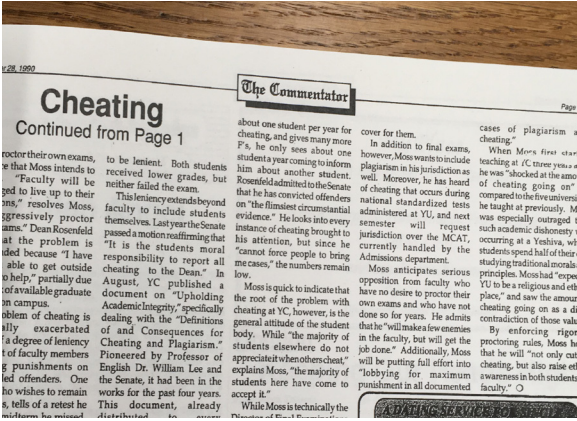 28, 1990
The Commentator
Page
Cheating
Continued from Page 1
proctor their own exams,
that Moss intends to
"Faculty will be
to live up to their
resolves Moss,
proctor
Dean Rosenfeld
at the problem is
because "I have
able to get outside
help," partially due
of available graduate
on campus.
problem of cheating is
exacerbated
a degree of leniency
of faculty members
punishments on
offenders. One
who wishes to remain
tells of a retest he
midterm he missed
to be lenient. Both students
received lower grades, but
neither failed the exam.
This leniency extends beyond
faculty to include students
themselves. Last year the Senate
passed a motion reaffirming that
"It is the students moral
responsibility to report all
cheating to the Dean." In
August, YC published a
document on "Upholding
Academic Integrity," specifically
dealing with the "Definitions
of and Consequences for
Cheating and Plagiarism."
Pioneered by Professor of
English Dr. William Lee and
the Senate, it had been in the
works for the past four years.
This document, already
distributed to every
about one student per year for
cheating, and gives many more
F's, he only sees about one
student a year coming to inform
him about another student.
Rosenfeld admitted to the Senate
that he has convicted offenders
on "the flimsiest circumstantial
evidence." He looks into every
instance of cheating brought to
his attention, but since he
"cannot force people to bring
me cases," the numbers remain
low.
Moss is quick to indicate that
the root of the problem with
cheating at YC, however, is the
general attitude of the student
body. While "the majority of
students elsewhere do not
appreciate it when others cheat,"
explains Moss, "the majority of
students here have come to
accept it."
While Moss is technically the
Director of Final
cover for them.
In addition to final exams,
however, Moss wants to include
plagiarism in his jurisdiction as
well. Moreover, he has heard
of cheating that occurs during
national standardized tests
administered at YU, and next
semester will request
jurisdiction over the MCAT,
currently handled by the
Admissions department.
Moss anticipates serious
opposition from faculty who
have no desire to proctor their
own exams and who have not
done so for years. He admits
that he "will make a few enemies
in the faculty, but will get the
job done." Additionally, Moss
will be putting full effort into
"lobbying for maximum
punishment in all documented
cases of plagiarism
cheating."
When Moss first
teaching at YC three years
he was "shocked at the
of cheating going on"
compared to the five
he taught at previously.
was especially outraged
such academic dishonesty
occurring at a Yeshiva,
students spend half of their
studying traditional morals
principles. Moss had
YU to be a religious and
place," and saw the amount
cheating going on as a
contradiction of those
By enforcing
proctoring rules, Moss
that he will "not only cut
cheating, but also raise
awareness in both students
faculty."
A DATING SERVICE FOR